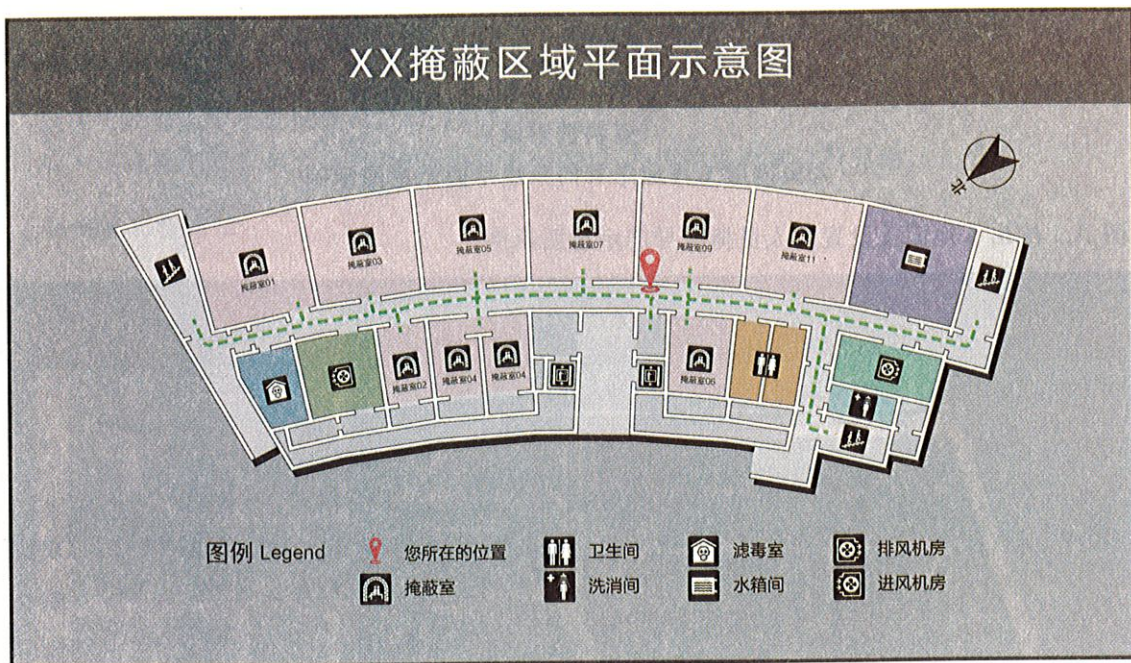 XX掩蔽区域平面示意图
北
掩蔽室01
掩蔽室03
掩蔽室05
掩蔽室07
掩蔽室09
掩蔽室11
掩蔽室02
掩蔽室04
掩蔽室04
掩蔽室06
图例 Legend
您所在的位置
卫生间
滤毒室
排风机房
掩蔽室
洗消间
水箱间
进风机房